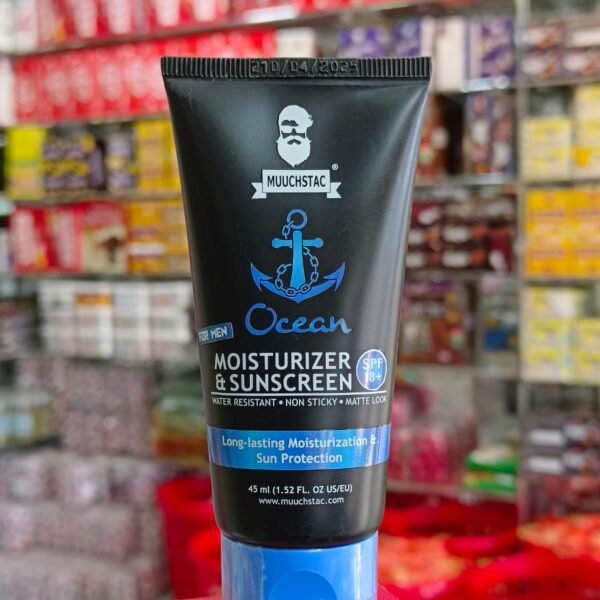 210/04/2025
MUUCHSTAC®
Ocean
FOR MEN
MOISTURIZER
& SUNSCREEN
SPF
18+
WATER RESISTANT • NON STICKY • MATTE LOOK
Long-lasting Moisturization &
Sun Protection
45 ml (1.52 FL. OZ US/EU)
www.muuchstac.com